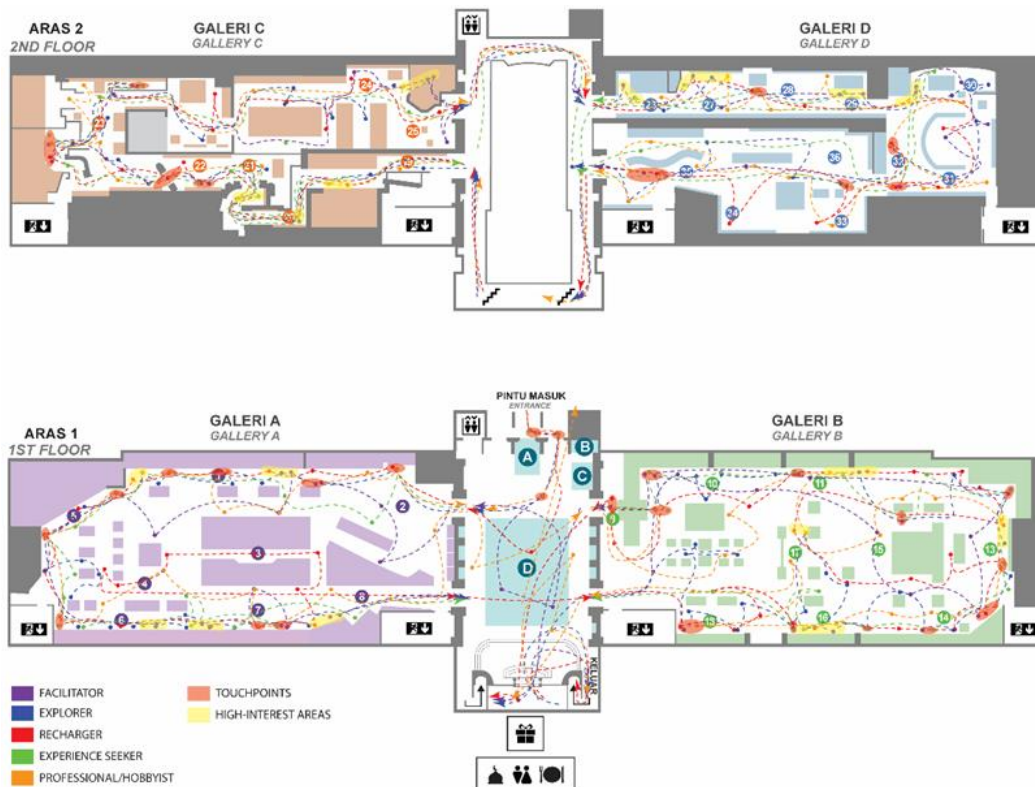 ARAS 2
2ND FLOOR
GALERI C
GALLERY C
GALERI D
GALLERY D
24
23
27
28
25
30
22
21
26
36
32
35
31
34
33
PINTU MASUK
ENTRANCE
ARAS 1
1ST FLOOR
GALERI A
GALLERY A
GALERI B
GALLERY B
A
B
C
D
1
2
3
4
5
6
7
8
9
10
11
13
14
15
16
17
KELUAR
FACILITATOR
EXPLORER
RECHARGER
EXPERIENCE SEEKER
PROFESSIONAL/HOBBYIST
TOUCHPOINTS
HIGH-INTEREST AREAS